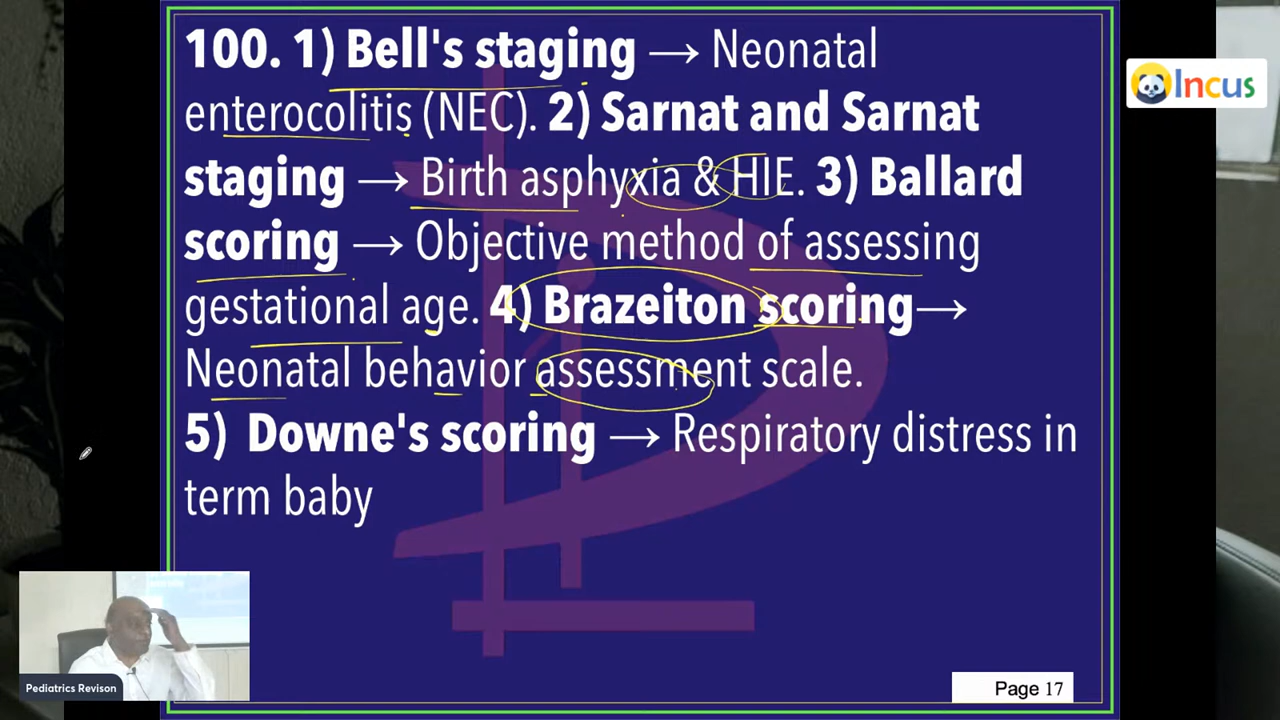 100. 1) Bell's staging → Neonatal
enterocolitis (NEC). 2) Sarnat and Sarnat
staging → Birth asphyxia & HIE. 3) Ballard
scoring → Objective method of assessing
gestational age. 4) Brazeiton scoring→
Neonatal behavior assessment scale.
5) Downe's scoring → Respiratory distress in
term baby
Incus
Pediatrics Revison
Page 17